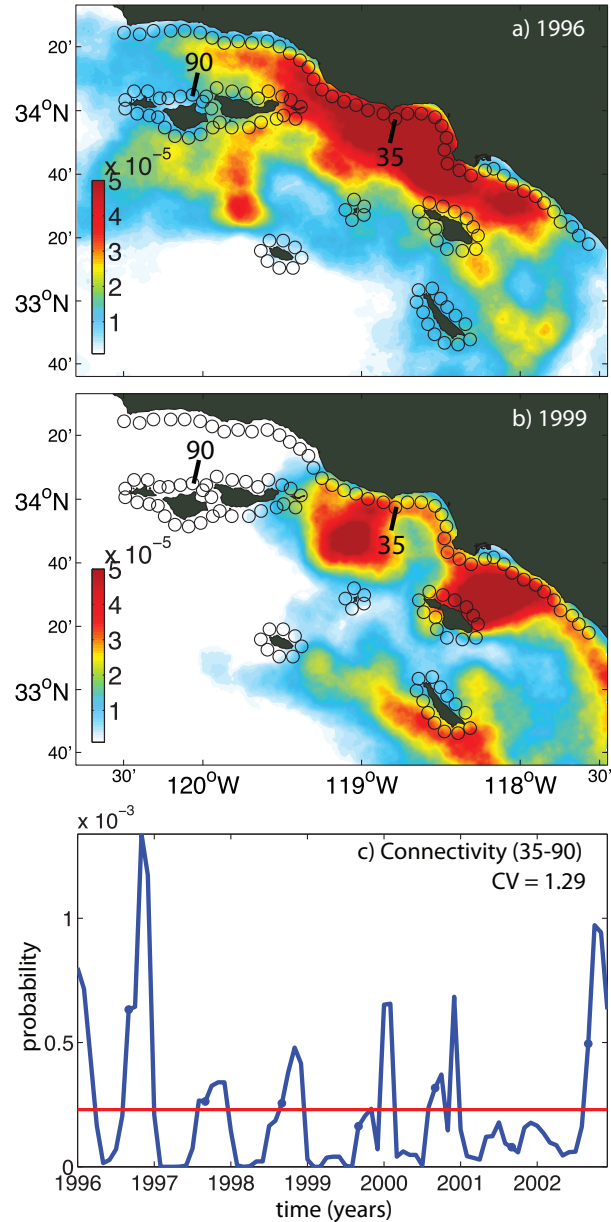 a) 1996
20'
90
34°N
35
40'
x 10⁻⁵
5
4
3
2
1
20'
33°N
40'
b) 1999
20'
90
34°N
35
40'
x 10⁻⁵
5
4
3
2
1
20'
33°N
40'
30' 120°W 119°W 118°W 30'
x 10⁻³
c) Connectivity (35-90)
CV = 1.29
1
probability
0.5
0
1996 1997 1998 1999 2000 2001 2002
time (years)